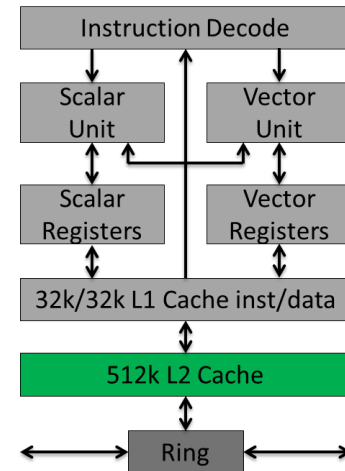 Instruction Decode
Scalar
Unit
Vector
Unit
Scalar
Registers
Vector
Registers
32k/32k L1 Cache inst/data
512k L2 Cache
Ring